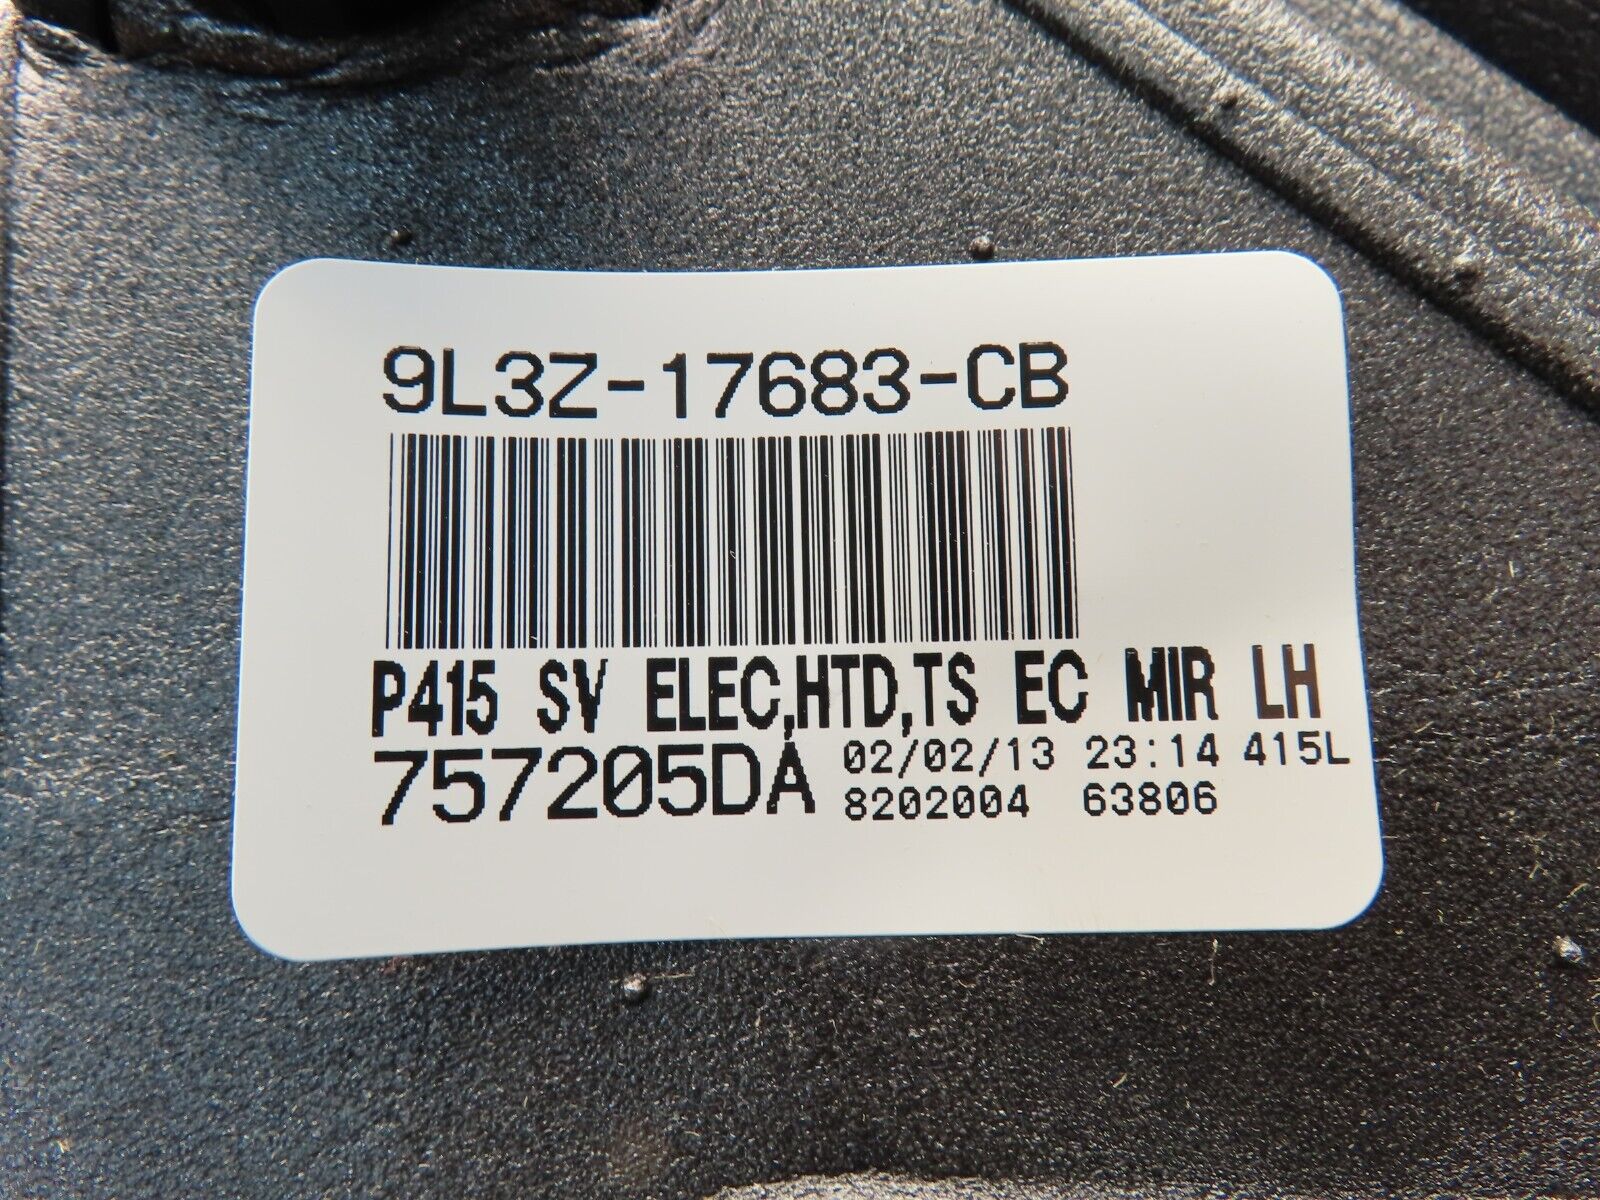 9L3Z-17683-CB
P415 SV ELEC,HTD,TS EC MIR LH
757205DA 02/02/13 23:14 415L
8202004 63806